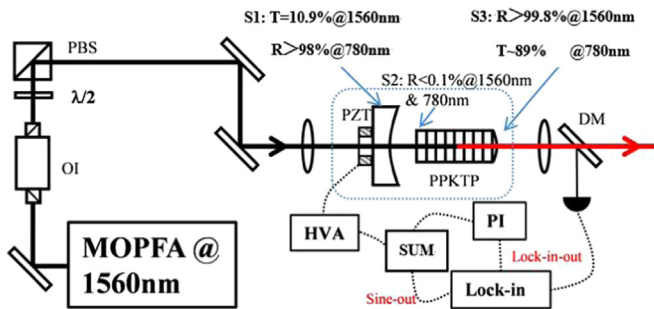 S1: T=10.9%@1560nm
R>98%@780nm
S3: R>99.8%@1560nm
T~89% @780nm
PBS
S2: R<0.1%@1560nm
& 780nm
λ/2
PZT
DM
OI
PPKTP
MOPFA @
1560nm
HVA
SUM
PI
Lock-in-out
Sine-out
Lock-in